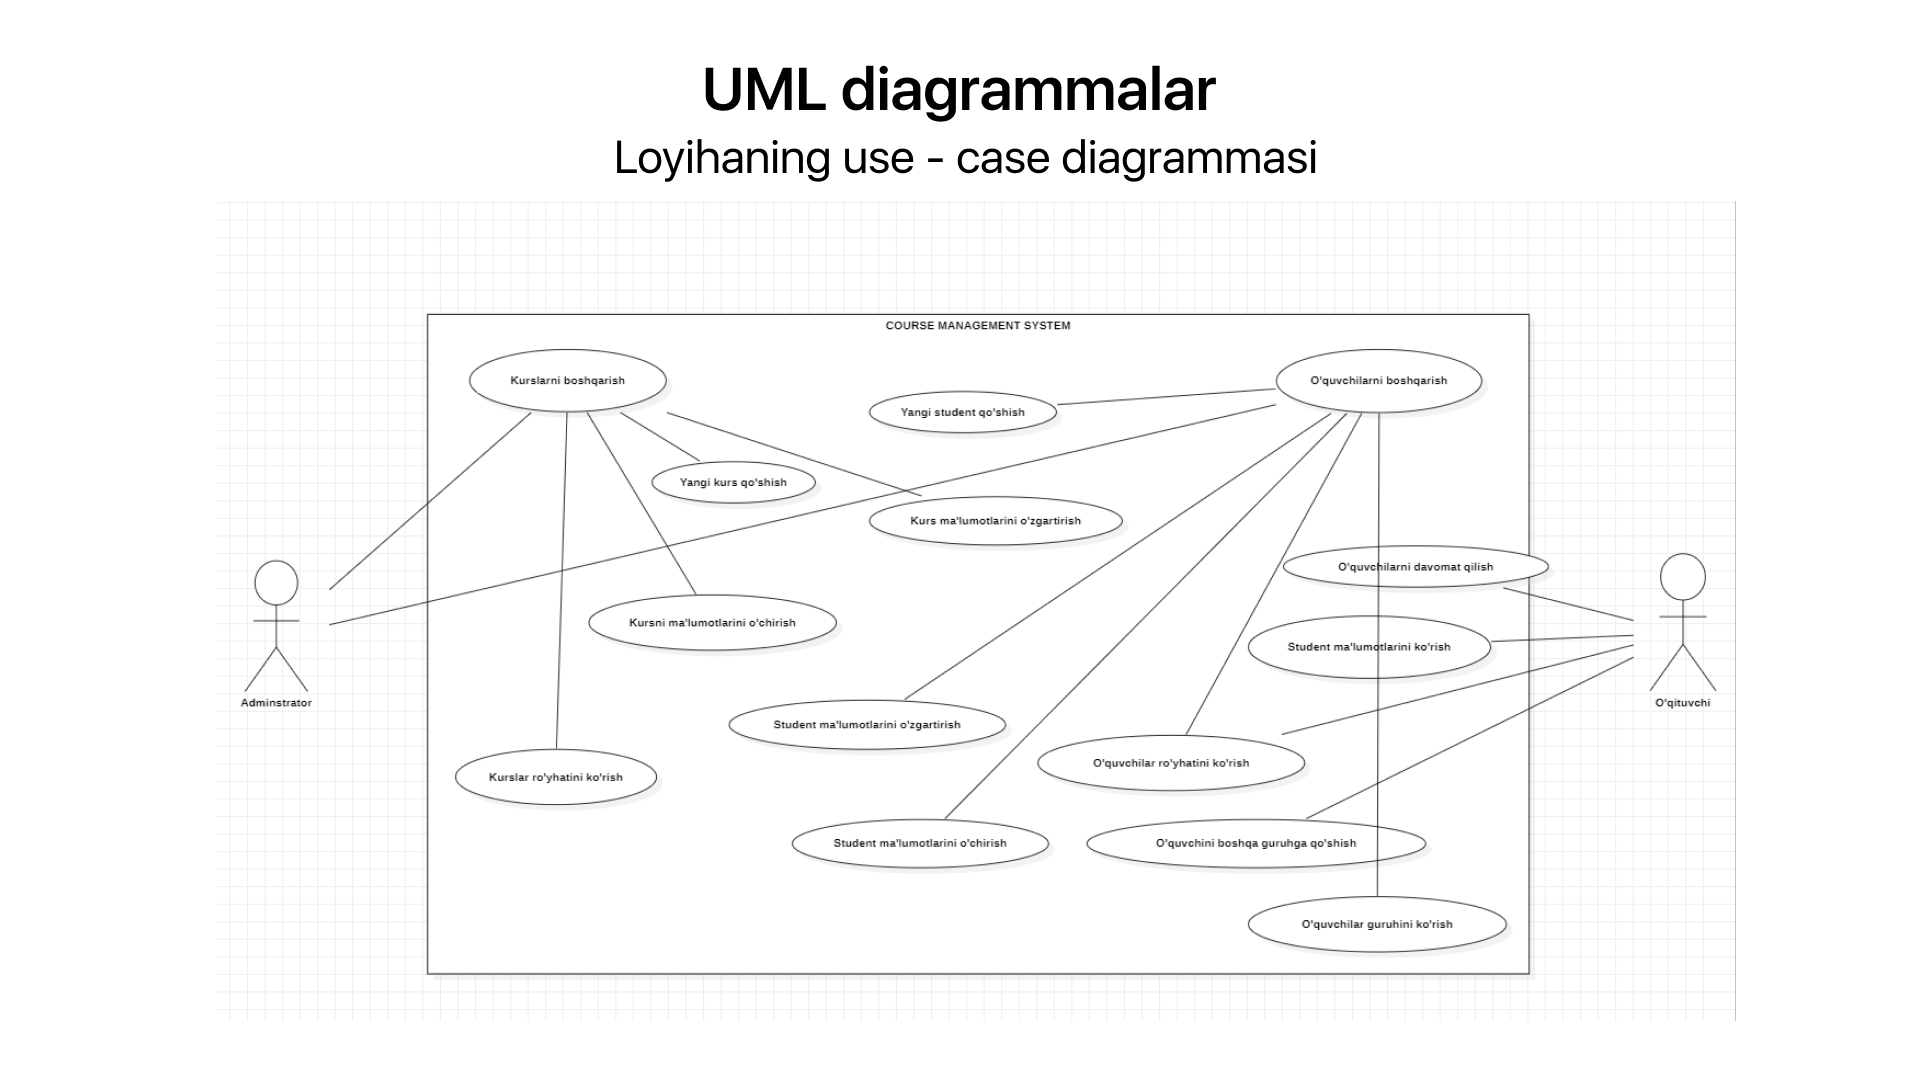 UML diagrammalar
Loyihaning use - case diagrammasi
COURSE MANAGEMENT SYSTEM
Kurslarni boshqarish
O'quvchilarni boshqarish
Yangi student qo'shish
Yangi kurs qo'shish
Kurs ma'lumotlarini o'zgartirish
O'quvchilarni davomat qilish
Kursni ma'lumotlarini o'chirish
Student ma'lumotlarini ko'rish
Adminstrator
O'qituvchi
Student ma'lumotlarini o'zgartirish
O'quvchilar ro'yhatini ko'rish
Kurslar ro'yhatini ko'rish
Student ma'lumotlarini o'chirish
O'quvchini boshqa guruhga qo'shish
O'quvchilar guruhini ko'rish